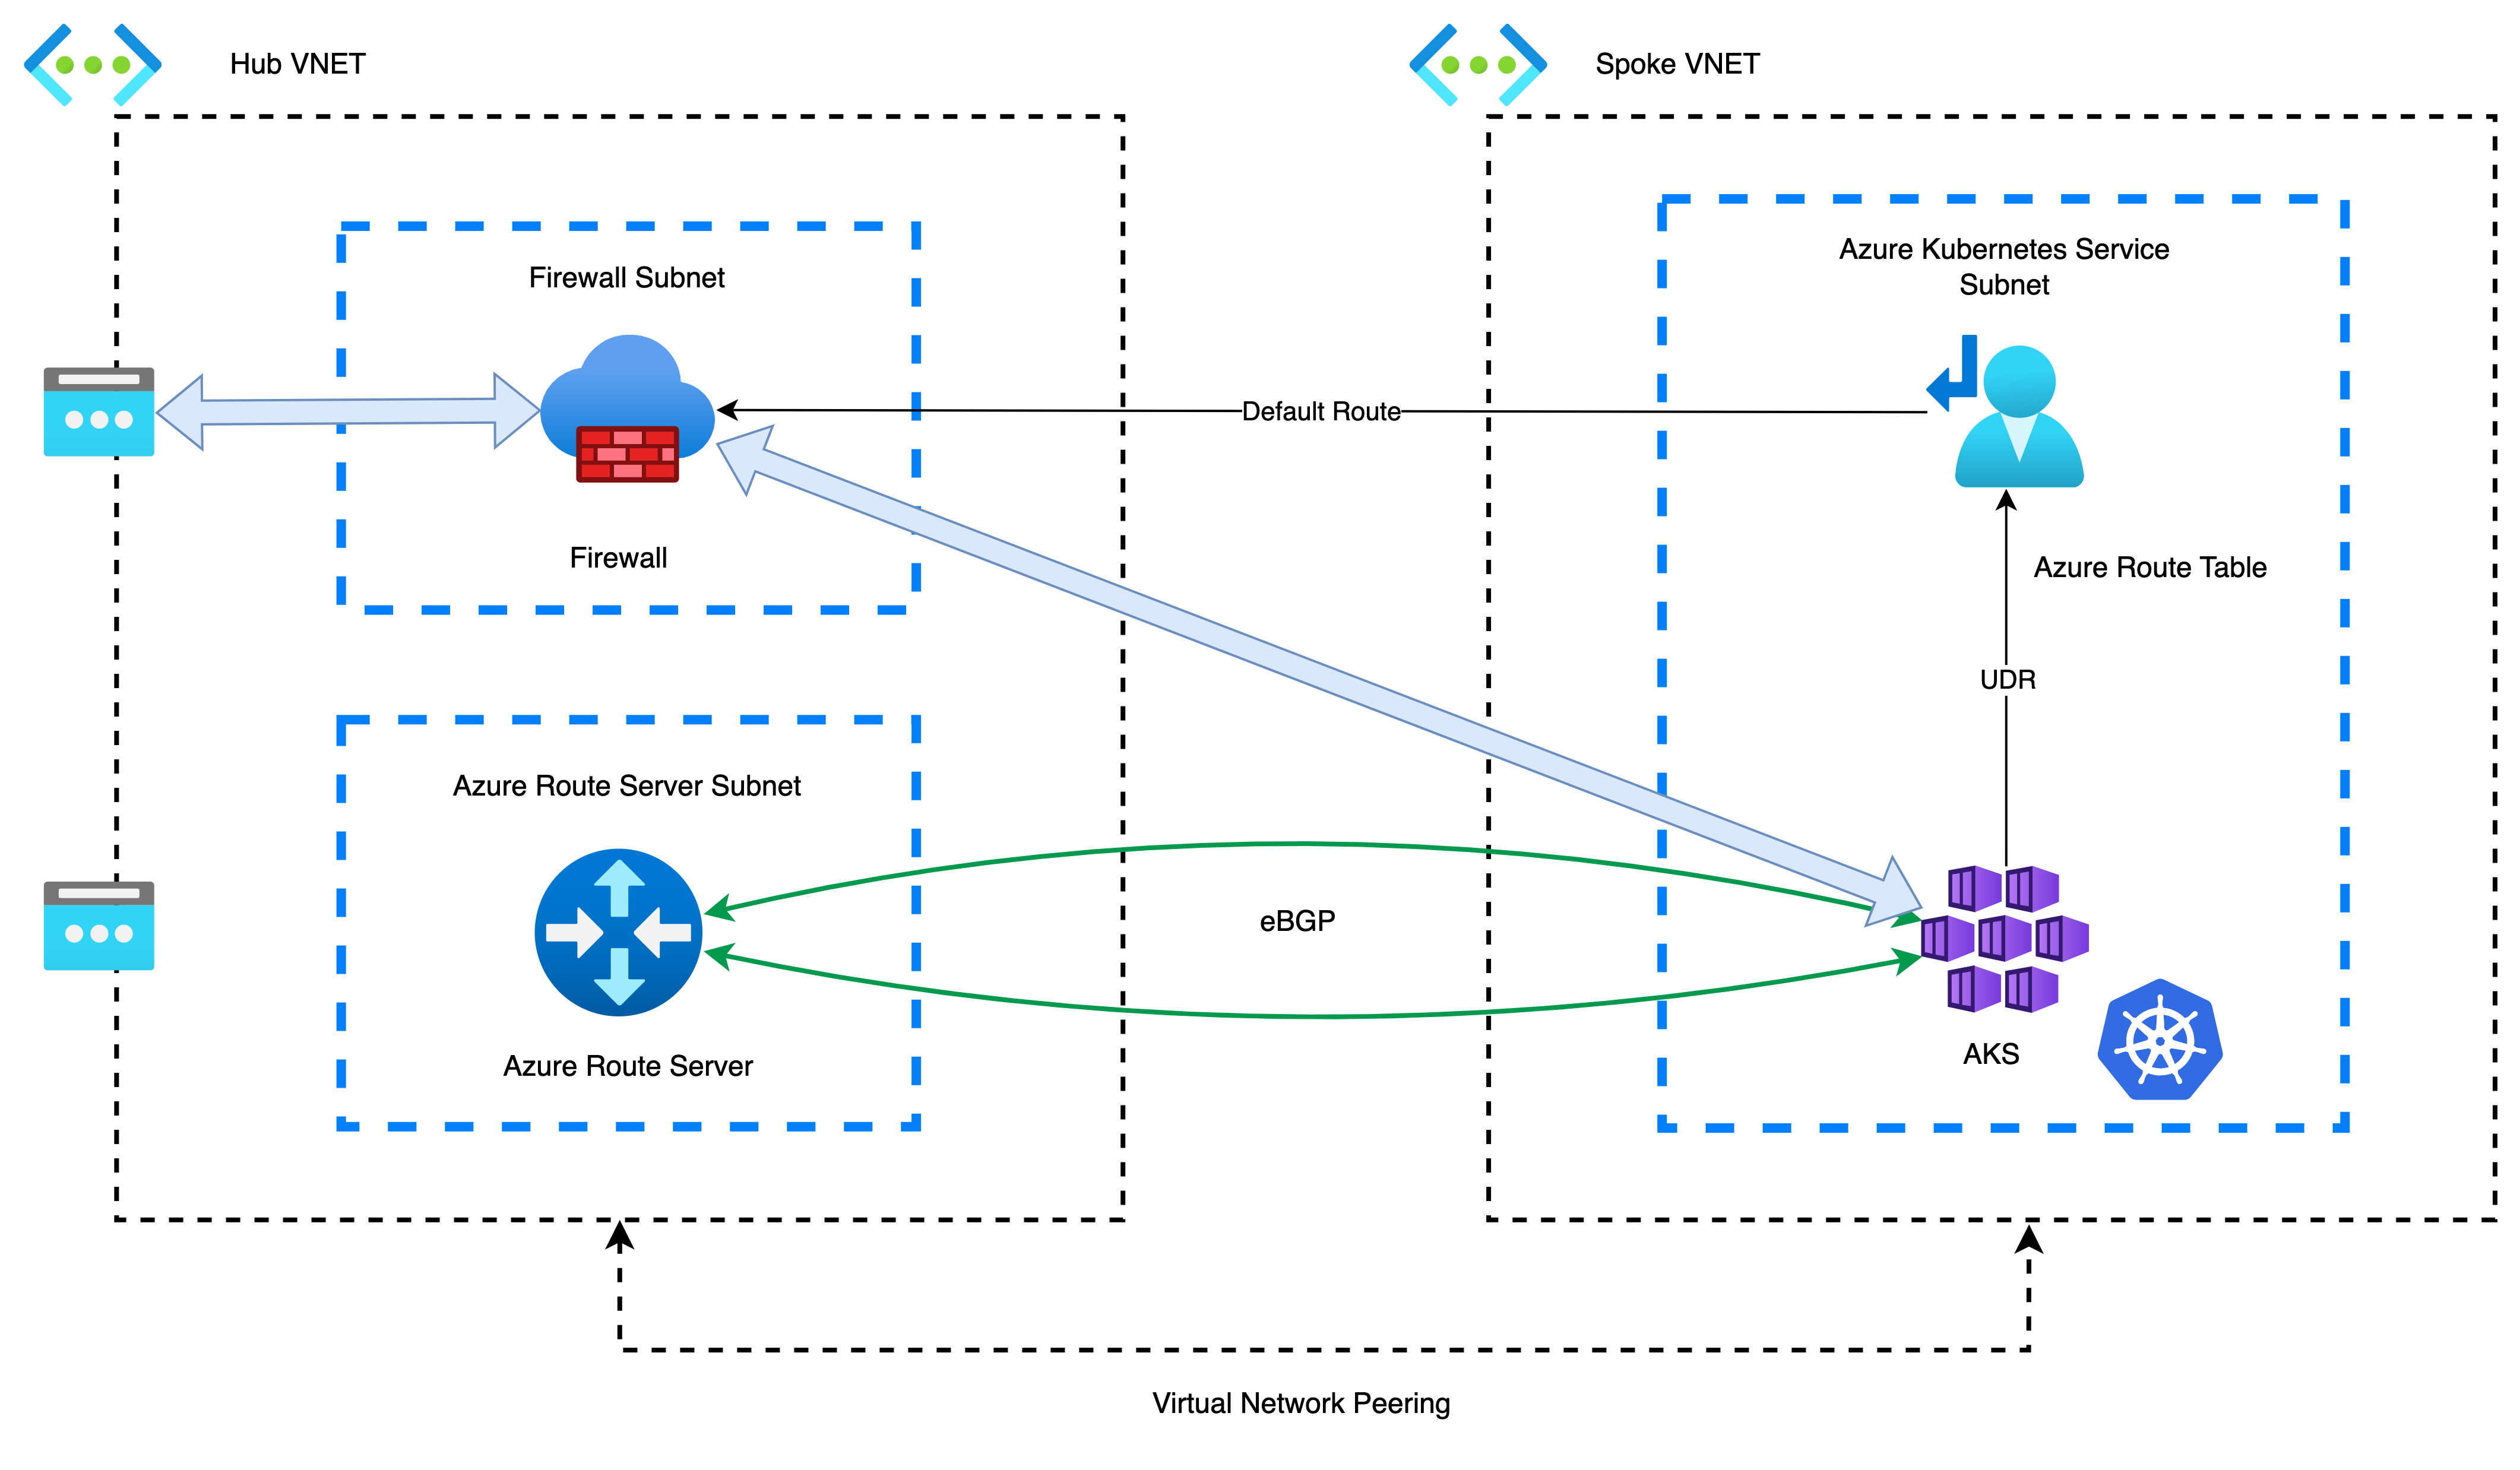 Hub VNET
Spoke VNET
Firewall Subnet
Azure Kubernetes Service
Subnet
Default Route
Firewall
Azure Route Table
UDR
Azure Route Server Subnet
eBGP
Azure Route Server
AKS
Virtual Network Peering